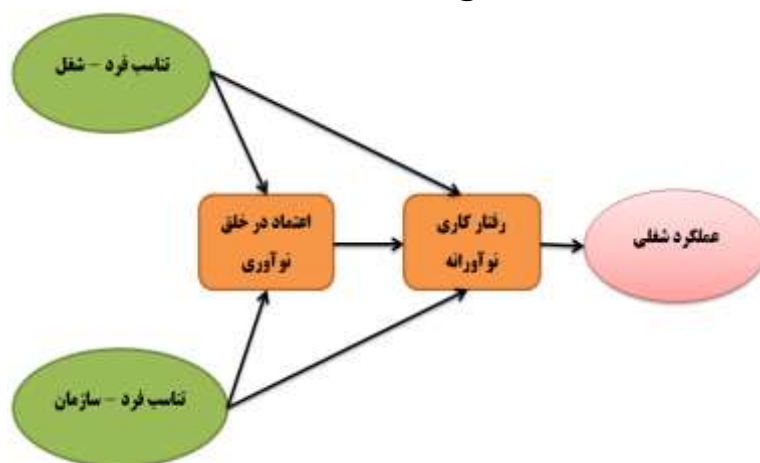 تناسب فرد - شغل
اعتماد در خلق
نوآوری
رفتار کاری
نوآورانه
عملکرد شغلی
تناسب فرد - سازمان